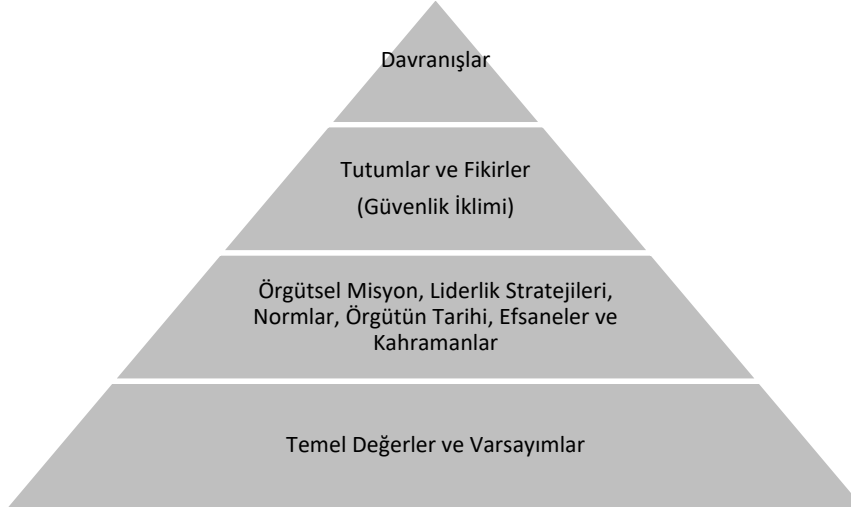 Davranışlar
Tutumlar ve Fikirler
(Güvenlik İklimi)
Örgütsel Misyon, Liderlik Stratejileri,
Normlar, Örgütün Tarihi, Efsaneler ve
Kahramanlar
Temel Değerler ve Varsayımlar